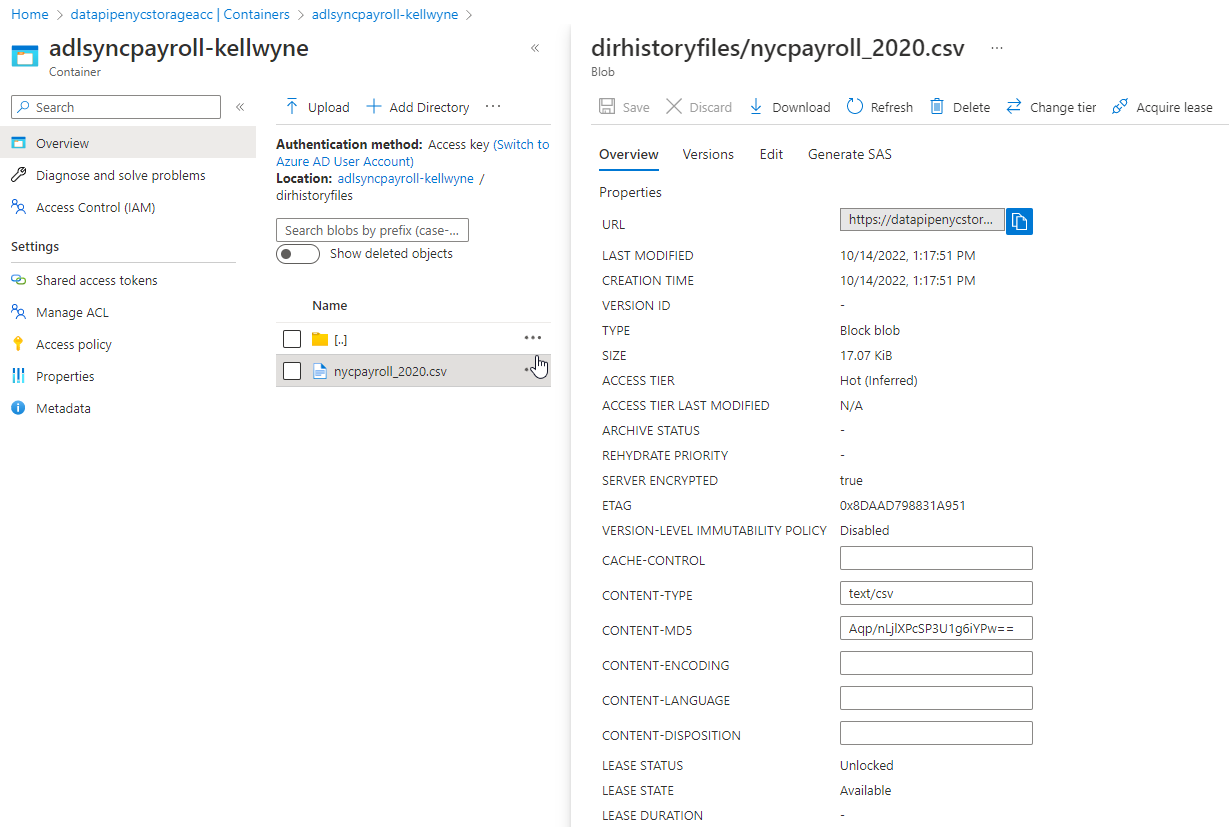 Home > datapipenycstorageacc | Containers > adlsyncpayroll-kellwyne >
adlsyncpayroll-kellwyne
Container
Search
Overview
Diagnose and solve problems
Access Control (IAM)
Settings
Shared access tokens
Manage ACL
Access policy
Properties
Metadata
Upload Add Directory ···
Authentication method: Access key (Switch to
Azure AD User Account)
Location: adlsyncpayroll-kellwyne /
dirhistoryfiles
Search blobs by prefix (case-...
Show deleted objects
Name
[..]
nycpayroll_2020.csv
dirhistoryfiles/nycpayroll_2020.csv ···
Blob
Save Discard Download Refresh Delete Change tier Acquire lease
Overview Versions Edit Generate SAS
Properties
URL https://datapipenycstor...
LAST MODIFIED 10/14/2022, 1:17:51 PM
CREATION TIME 10/14/2022, 1:17:51 PM
VERSION ID -
TYPE Block blob
SIZE 17.07 KiB
ACCESS TIER Hot (Inferred)
ACCESS TIER LAST MODIFIED N/A
ARCHIVE STATUS -
REHYDRATE PRIORITY -
SERVER ENCRYPTED true
ETAG 0x8DAAD798831A951
VERSION-LEVEL IMMUTABILITY POLICY Disabled
CACHE-CONTROL
CONTENT-TYPE text/csv
CONTENT-MD5 Aqp/nLjlXPcSP3U1g6iYPw==
CONTENT-ENCODING
CONTENT-LANGUAGE
CONTENT-DISPOSITION
LEASE STATUS Unlocked
LEASE STATE Available
LEASE DURATION -